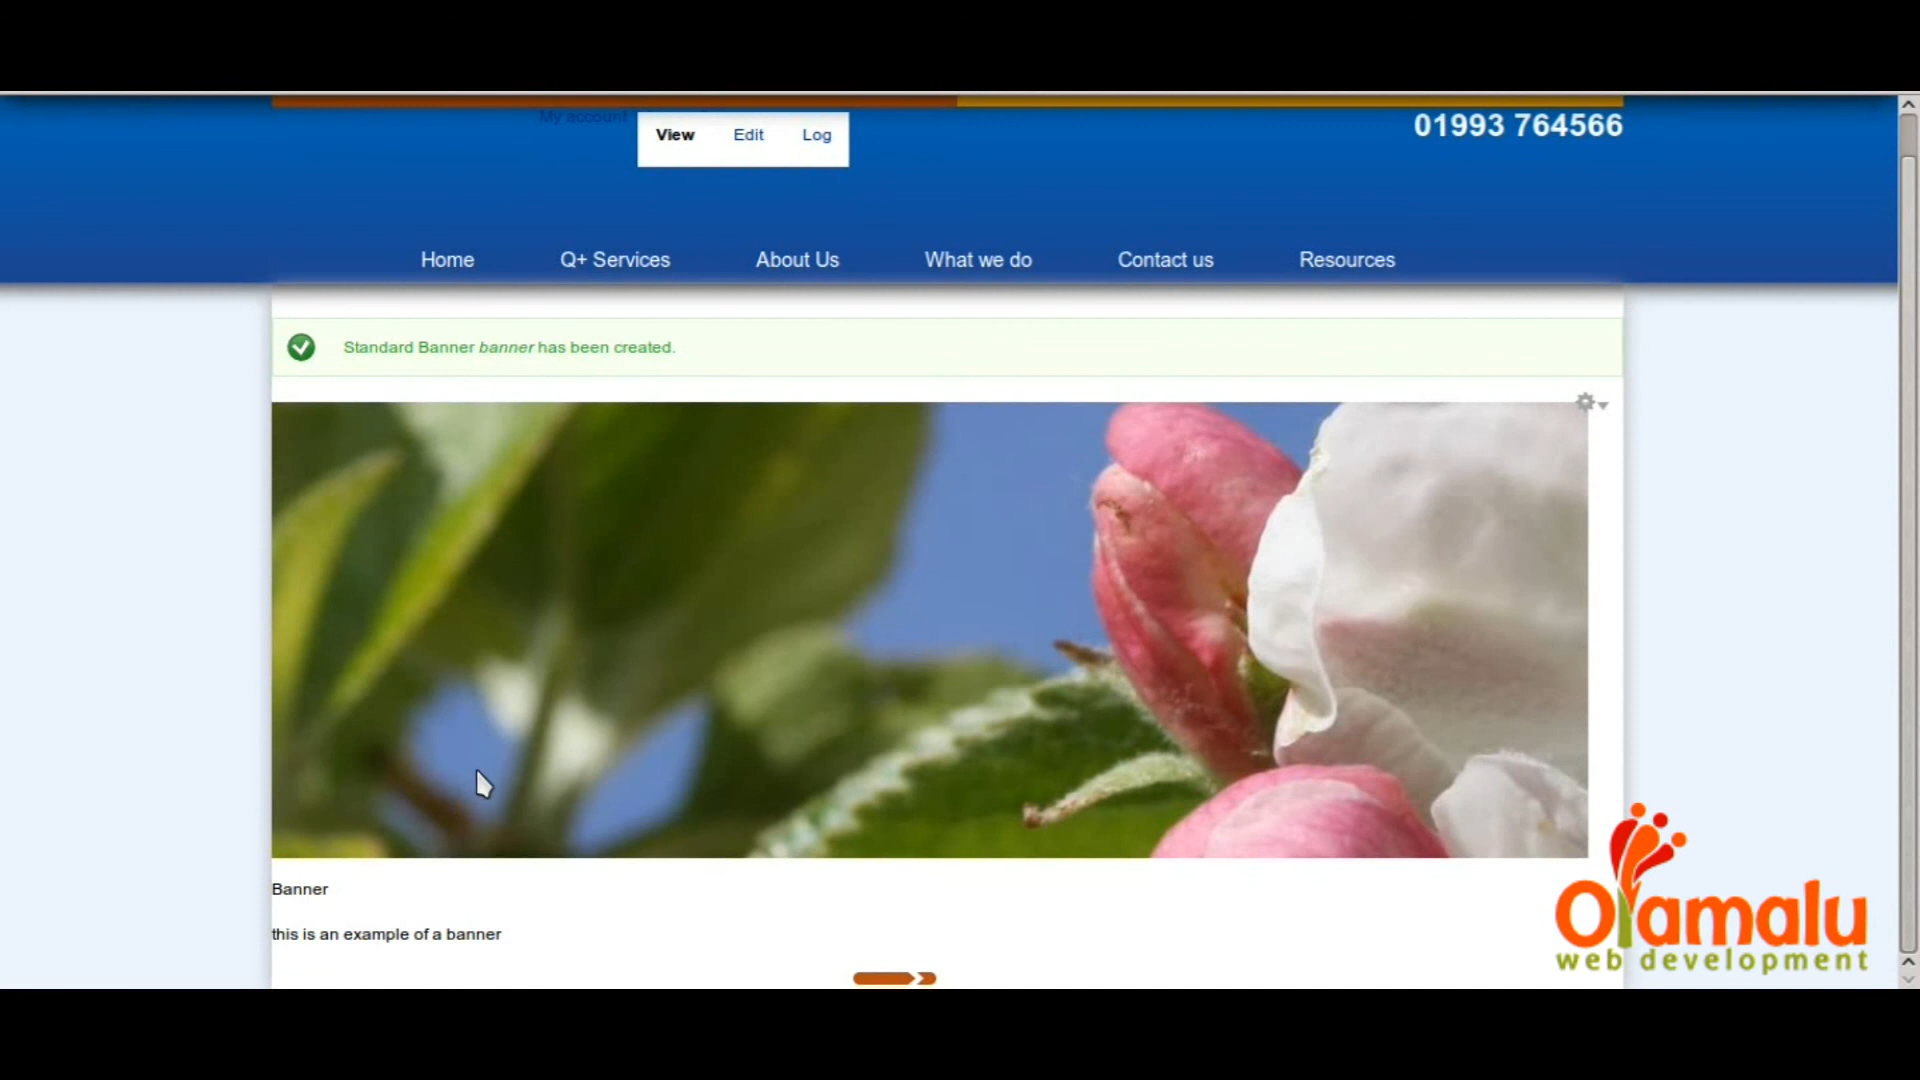 My account
View Edit Log
01993 764566
Home Q+ Services About Us What we do Contact us Resources
Standard Banner banner has been created.
Banner
this is an example of a banner
Olamalu
web development